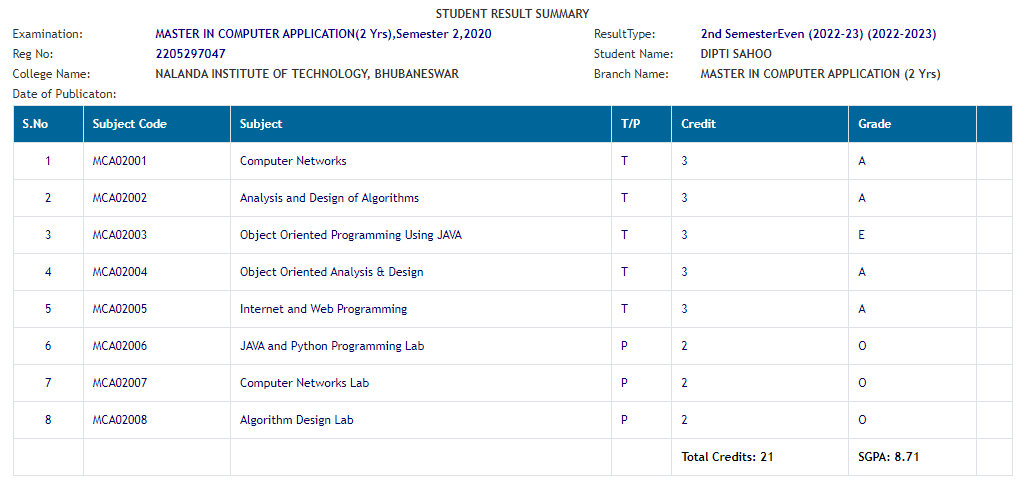 STUDENT RESULT SUMMARY
Examination: MASTER IN COMPUTER APPLICATION(2 Yrs),Semester 2,2020 ResultType: 2nd SemesterEven (2022-23) (2022-2023)
Reg No: 2205297047 Student Name: DIPTI SAHOO
College Name: NALANDA INSTITUTE OF TECHNOLOGY, BHUBANESWAR Branch Name: MASTER IN COMPUTER APPLICATION (2 Yrs)
Date of Publicaton:
S.No Subject Code Subject T/P Credit Grade
1 MCA02001 Computer Networks T 3 A
2 MCA02002 Analysis and Design of Algorithms T 3 A
3 MCA02003 Object Oriented Programming Using JAVA T 3 E
4 MCA02004 Object Oriented Analysis & Design T 3 A
5 MCA02005 Internet and Web Programming T 3 A
6 MCA02006 JAVA and Python Programming Lab P 2 O
7 MCA02007 Computer Networks Lab P 2 O
8 MCA02008 Algorithm Design Lab P 2 O
Total Credits: 21 SGPA: 8.71